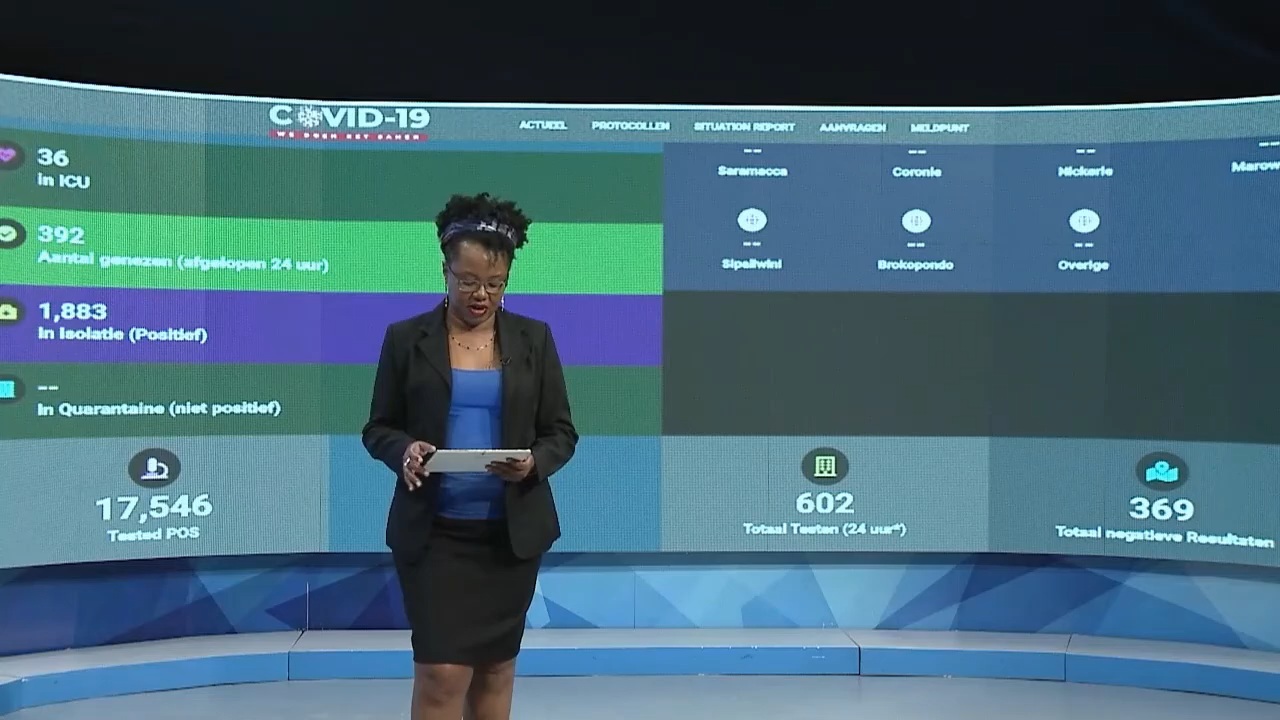 COVID-19
WE DOEN HET SAMEN
ACTUEEL PROTOCOLLEN SITUATION REPORT AANVRAGEN MELDPUNT
36
in ICU
392
Aantal genezen (afgelopen 24 uur)
1,883
In Isolatie (Positief)
--
In Quarantaine (niet positief)
17,546
Tested POS
-- -- --
Saramacca Coronie Nickerie Marow
-- -- --
Sipaliwini Brokopondo Overige
602
Totaal Testen (24 uur*)
369
Totaal negatieve Resultaten